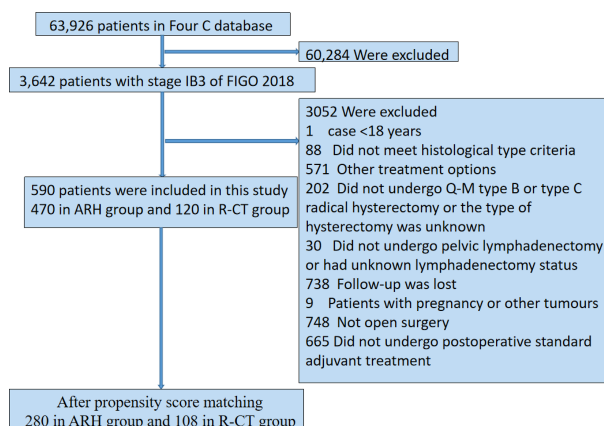 63,926 patients in Four C database
60,284 Were excluded
3,642 patients with stage IB3 of FIGO 2018
3052 Were excluded
1 case <18 years
88 Did not meet histological type criteria
571 Other treatment options
202 Did not undergo Q-M type B or type C
radical hysterectomy or the type of
hysterectomy was unknown
30 Did not undergo pelvic lymphadenectomy
or had unknown lymphadenectomy status
738 Follow-up was lost
9 Patients with pregnancy or other tumours
748 Not open surgery
665 Did not undergo postoperative standard
adjuvant treatment
590 patients were included in this study
470 in ARH group and 120 in R-CT group
After propensity score matching
280 in ARH group and 108 in R-CT group